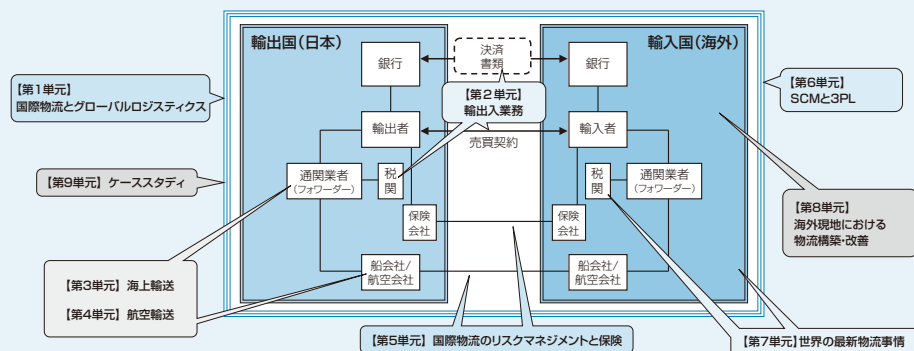 輸出国(日本)
決済
書類
輸入国(海外)
銀行
銀行
【第1単元】
国際物流とグローバルロジスティクス
【第2単元】
輸出入業務
【第6単元】
SCMと3PL
輸出者
売買契約
輸入者
【第9単元】 ケーススタディ
通関業者
(フォワーダー)
税
関
税
関
通関業者
(フォワーダー)
保険
会社
保険
会社
【第8単元】
海外現地における
物流構築・改善
【第3単元】 海上輸送
【第4単元】 航空輸送
船会社/
航空会社
船会社/
航空会社
【第5単元】 国際物流のリスクマネジメントと保険
【第7単元】世界の最新物流事情